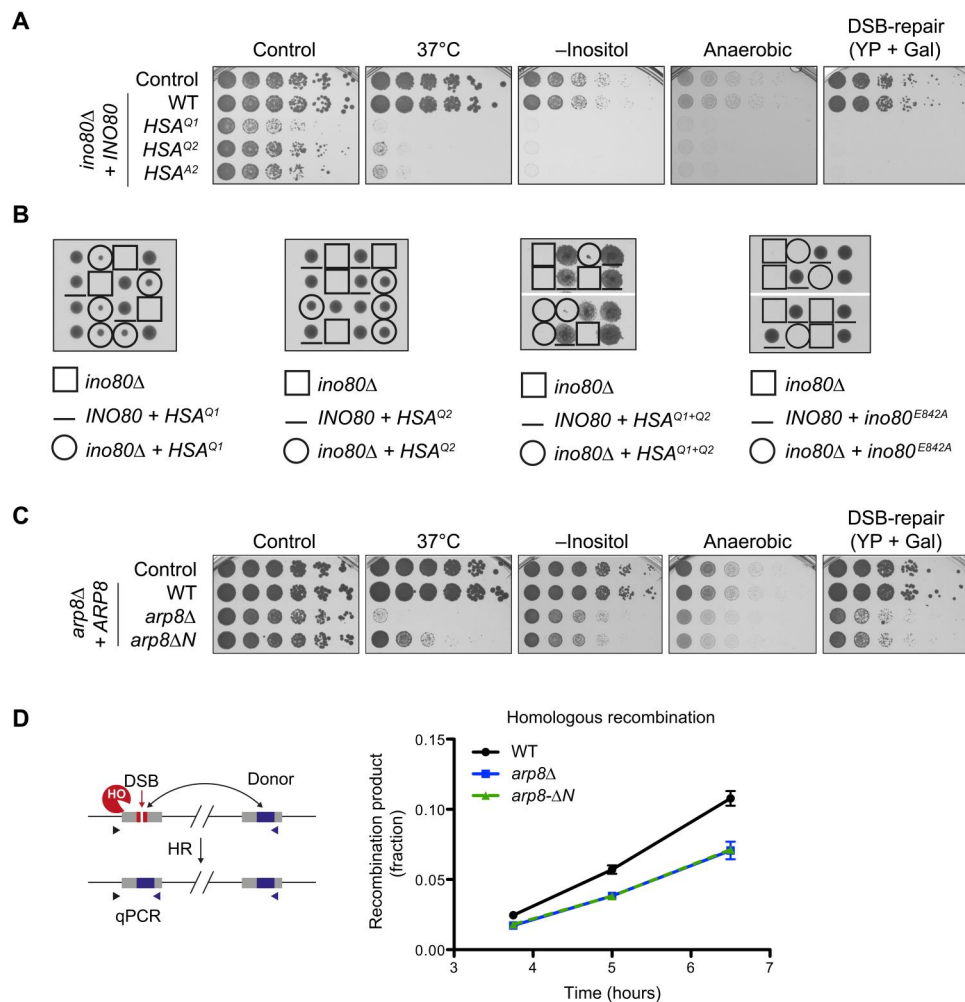 A
Control
37°C
–Inositol
Anaerobic
DSB-repair
(YP + Gal)
ino80Δ
+ INO80
Control
WT
HSA^Q1
HSA^Q2
HSA^A2
B
ino80Δ
INO80 + HSA^Q1
ino80Δ + HSA^Q1
ino80Δ
INO80 + HSA^Q2
ino80Δ + HSA^Q2
ino80Δ
INO80 + HSA^Q1+Q2
ino80Δ + HSA^Q1+Q2
ino80Δ
INO80 + ino80^E842A
ino80Δ + ino80^E842A
C
Control
37°C
–Inositol
Anaerobic
DSB-repair
(YP + Gal)
arp8Δ
+ ARP8
Control
WT
arp8Δ
arp8ΔN
D
HO
DSB
Donor
HR
qPCR
Homologous recombination
WT
arp8Δ
arp8-ΔN
Recombination product
(fraction)
0.15
0.10
0.05
0.00
3 4 5 6 7
Time (hours)